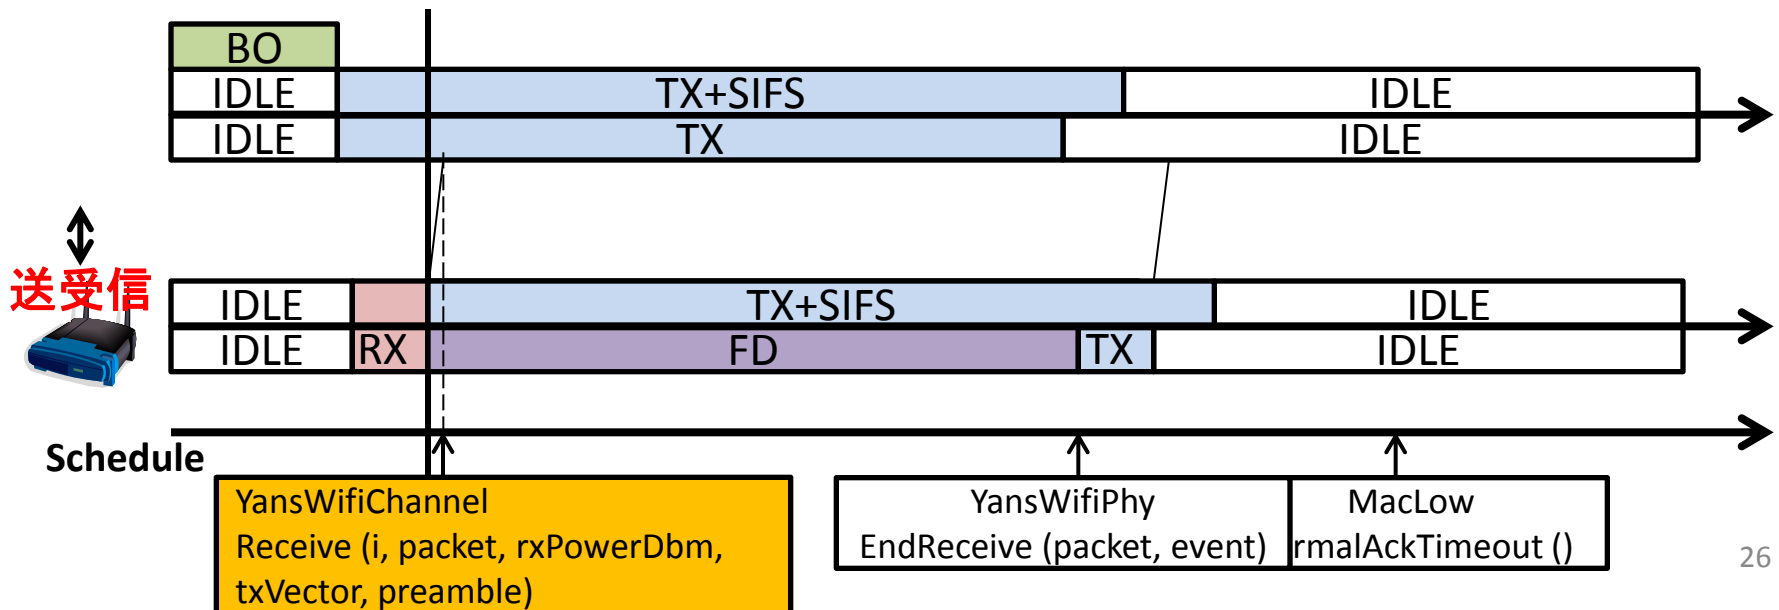 BO
IDLE TX+SIFS IDLE
IDLE TX IDLE
送受信
IDLE TX+SIFS IDLE
IDLE RX FD TX IDLE
Schedule
YansWifiChannel
Receive (i, packet, rxPowerDbm,
txVector, preamble)
YansWifiPhy
EndReceive (packet, event)
MacLow
rmalAckTimeout ()
26